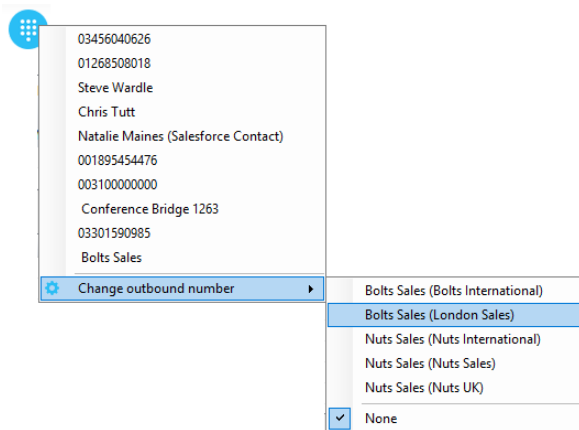 03456040626
01268508018
Steve Wardle
Chris Tutt
Natalie Maines (Salesforce Contact)
001895454476
003100000000
Conference Bridge 1263
03301590985
Bolts Sales
Change outbound number
Bolts Sales (Bolts International)
Bolts Sales (London Sales)
Nuts Sales (Nuts International)
Nuts Sales (Nuts Sales)
Nuts Sales (Nuts UK)
None